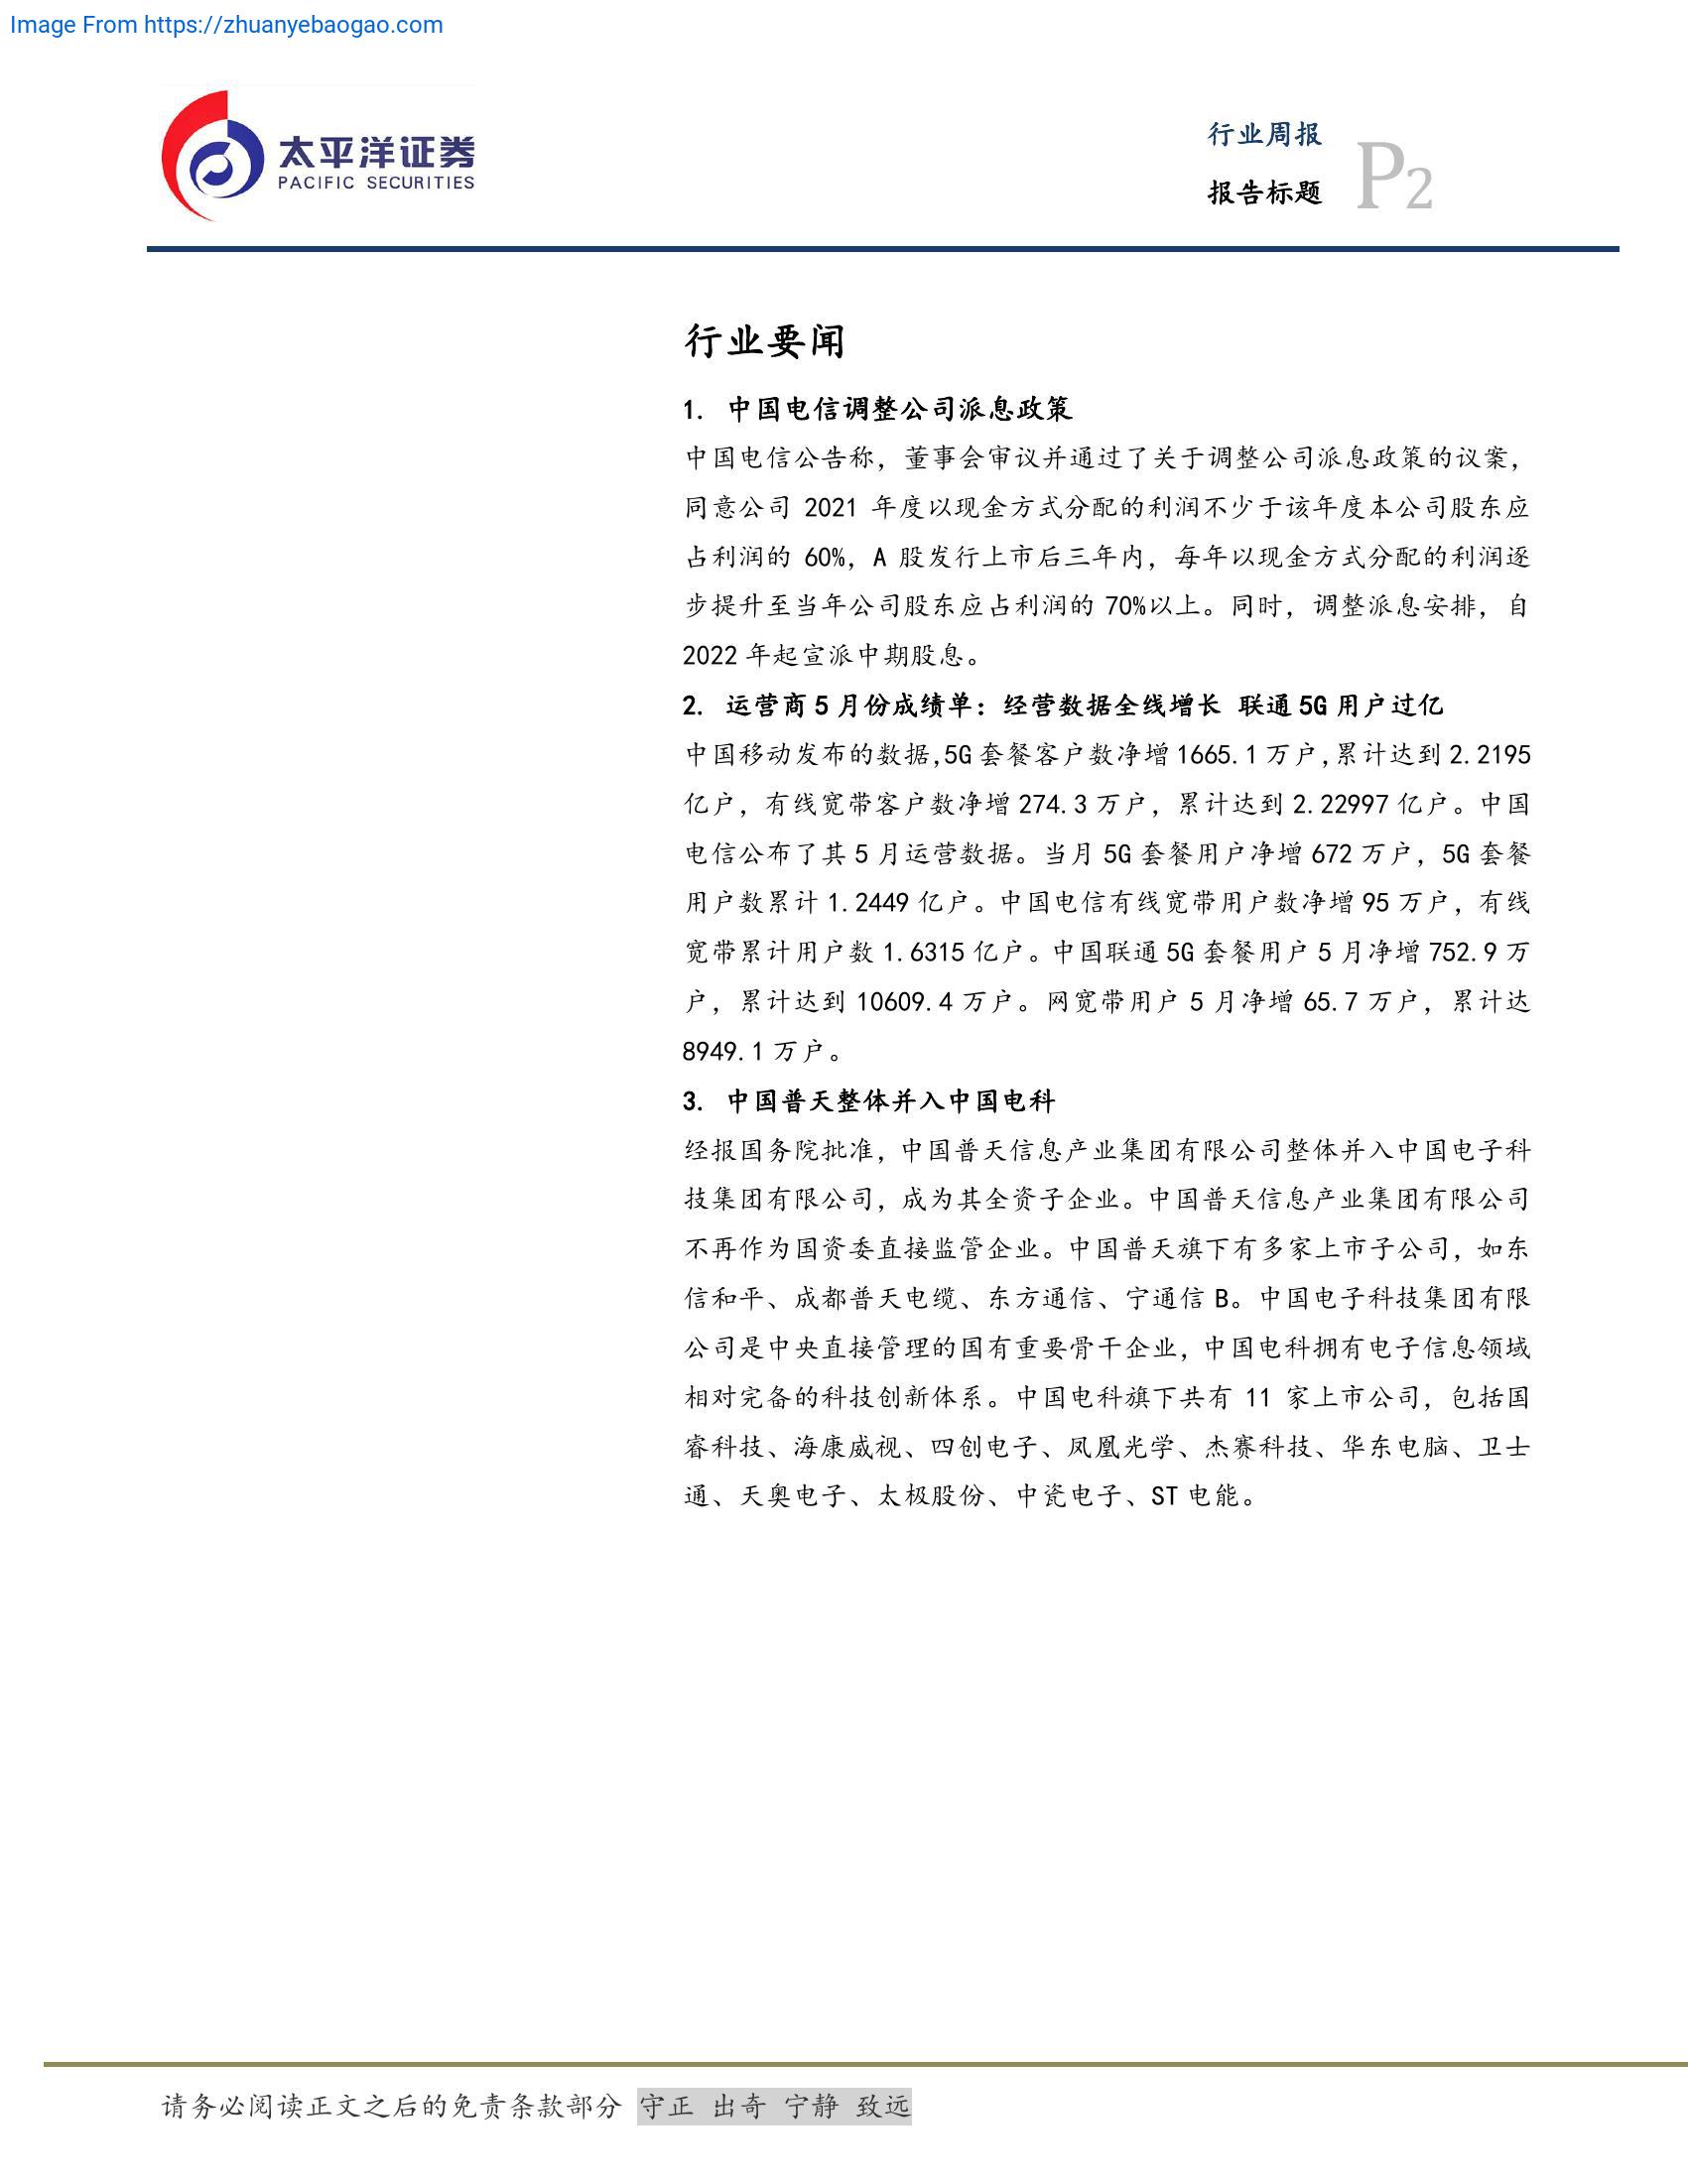 Image From https://zhuanyebaogao.com
太平洋证券
PACIFIC SECURITIES
行业周报
报告标题
P2
行业要闻
1. 中国电信调整公司派息政策
中国电信公告称，董事会审议并通过了关于调整公司派息政策的议案，
同意公司 2021 年度以现金方式分配的利润不少于该年度本公司股东应
占利润的 60%，A 股发行上市后三年内，每年以现金方式分配的利润逐
步提升至当年公司股东应占利润的 70%以上。同时，调整派息安排，自
2022 年起宣派中期股息。
2. 运营商 5 月份成绩单：经营数据全线增长 联通 5G 用户过亿
中国移动发布的数据,5G 套餐客户数净增 1665.1 万户,累计达到 2.2195
亿户，有线宽带客户数净增 274.3 万户，累计达到 2.22997 亿户。中国
电信公布了其 5 月运营数据。当月 5G 套餐用户净增 672 万户，5G 套餐
用户数累计 1.2449 亿户。中国电信有线宽带用户数净增 95 万户，有线
宽带累计用户数 1.6315 亿户。中国联通 5G 套餐用户 5 月净增 752.9 万
户，累计达到 10609.4 万户。网宽带用户 5 月净增 65.7 万户，累计达
8949.1 万户。
3. 中国普天整体并入中国电科
经报国务院批准，中国普天信息产业集团有限公司整体并入中国电子科
技集团有限公司，成为其全资子企业。中国普天信息产业集团有限公司
不再作为国资委直接监管企业。中国普天旗下有多家上市子公司，如东
信和平、成都普天电缆、东方通信、宁通信 B。中国电子科技集团有限
公司是中央直接管理的国有重要骨干企业，中国电科拥有电子信息领域
相对完备的科技创新体系。中国电科旗下共有 11 家上市公司，包括国
睿科技、海康威视、四创电子、凤凰光学、杰赛科技、华东电脑、卫士
通、天奥电子、太极股份、中瓷电子、ST 电能。
请务必阅读正文之后的免责条款部分 守正 出奇 宁静 致远